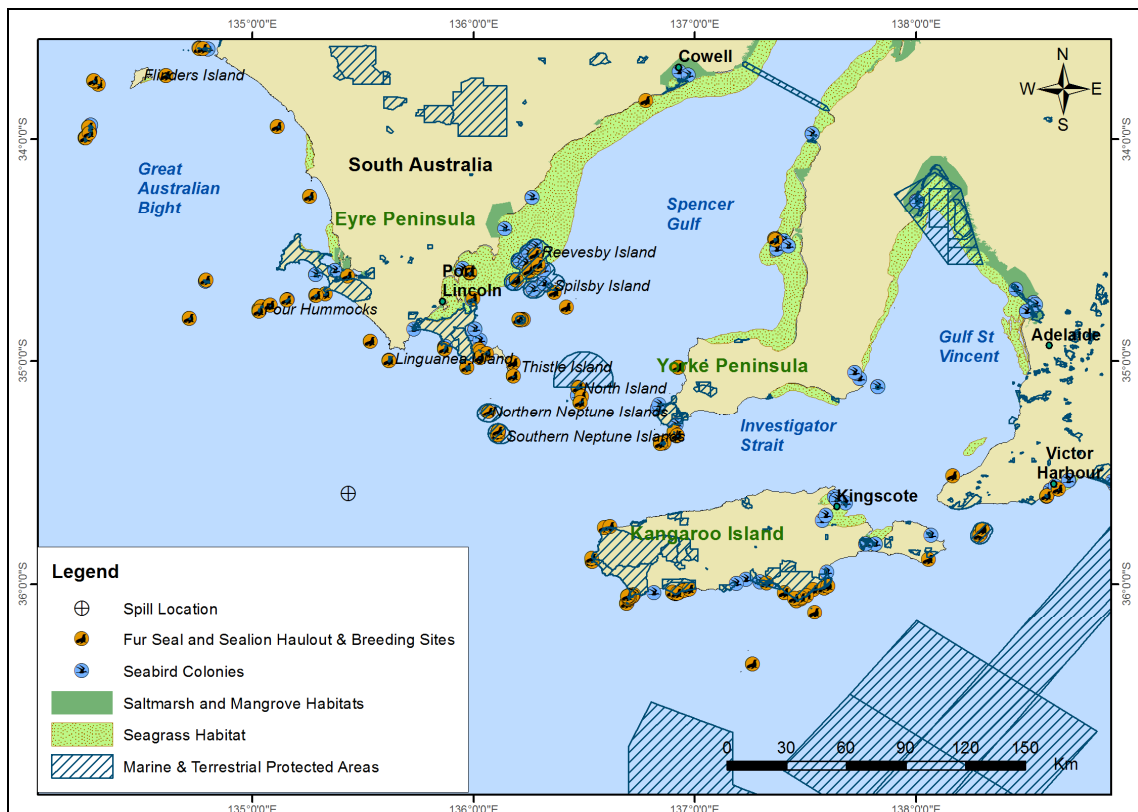 135°0'0"E
136°0'0"E
137°0'0"E
138°0'0"E
Cowell
N
W
E
S
Flinders Island
34°0'0"S
34°0'0"S
South Australia
Great
Australian
Bight
Spencer
Gulf
Eyre Peninsula
Reevesby Island
Port
Lincoln
Spilsby Island
Four Hummocks
Gulf St
Vincent
Adelaide
35°0'0"S
35°0'0"S
Linguanea Island
Thistle Island
Yorke Peninsula
North Island
Northern Neptune Islands
Southern Neptune Islands
Investigator
Strait
Victor
Harbour
Kingscote
Kangaroo Island
36°0'0"S
36°0'0"S
Legend
Spill Location
Fur Seal and Sealion Haulout & Breeding Sites
Seabird Colonies
Saltmarsh and Mangrove Habitats
Seagrass Habitat
Marine & Terrestrial Protected Areas
0
30
60
90
120
150
Km
135°0'0"E
136°0'0"E
137°0'0"E
138°0'0"E